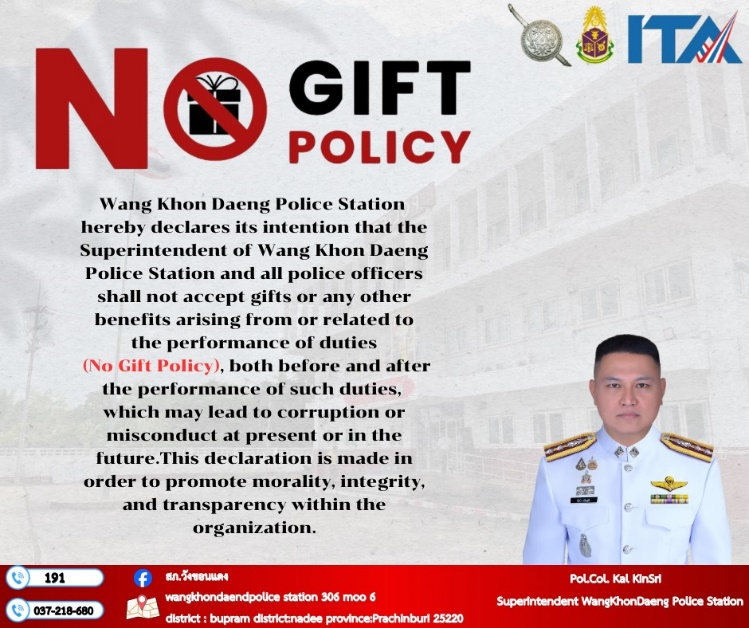 ITA
NO GIFT
POLICY
Wang Khon Daeng Police Station
hereby declares its intention that the
Superintendent of Wang Khon Daeng
Police Station and all police officers
shall not accept gifts or any other
benefits arising from or related to
the performance of duties
(No Gift Policy), both before and after
the performance of such duties,
which may lead to corruption or
misconduct at present or in the
future.This declaration is made in
order to promote morality, integrity,
and transparency within the
organization.
191
037-218-680
สภ.วังขอนแดง
wangkhondaendpolice station 306 moo 6
district : bupram district:nadee province:Prachinburi 25220
Pol.Col. Kal KinSri
Superintendent WangKhonDaeng Police Station